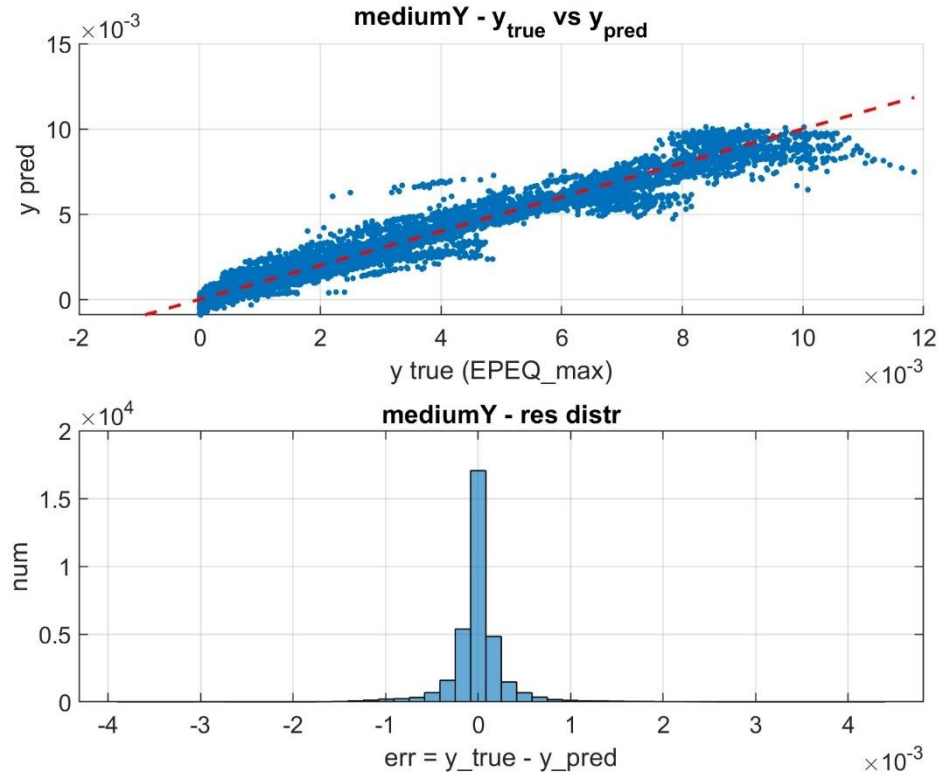 mediumY - y_true vs y_pred
×10^-3
15
10
5
0
y pred
-2 0 2 4 6 8 10 12
y true (EPEQ_max)
×10^-3
mediumY - res distr
×10^4
2
1.5
1
0.5
0
num
-4 -3 -2 -1 0 1 2 3 4
err = y_true - y_pred
×10^-3